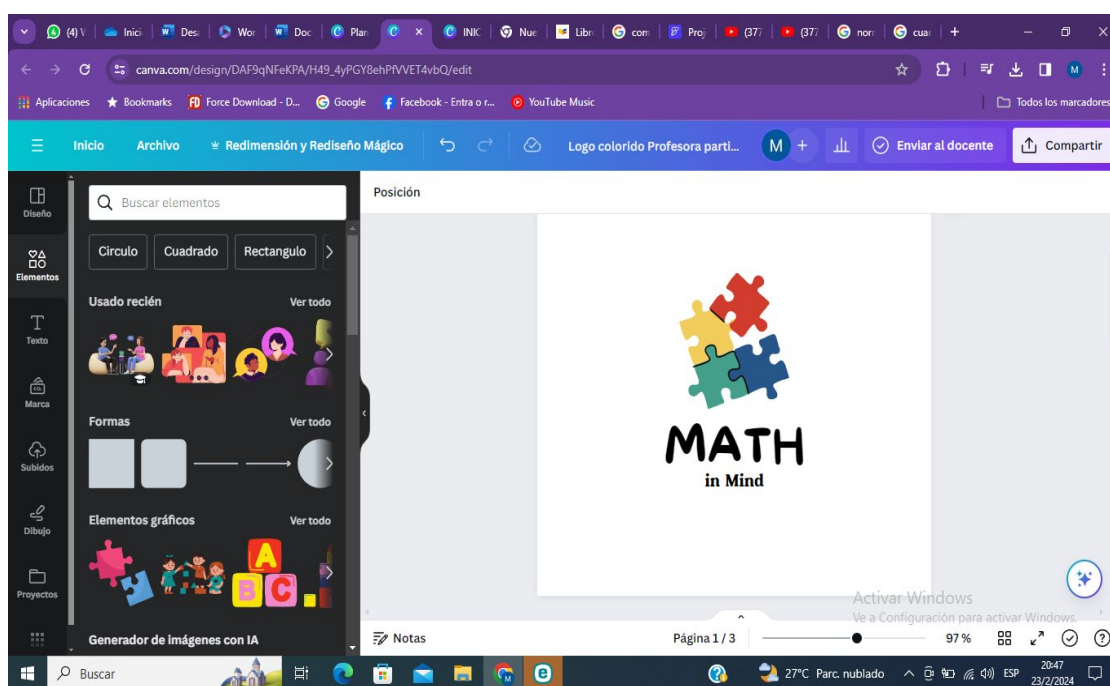 (4) V
Inici
Des
Wor
Doc
Plan
INIC
Nue
Libr
com
Proj
(377
(377
nor
cuar
canva.com/design/DAF9qNFeKPA/H49_4yPGY8ehPfVVET4vbQ/edit
Aplicaciones
Bookmarks
Force Download - D...
Google
Facebook - Entra o r...
YouTube Music
Todos los marcadores
Inicio
Archivo
Redimensión y Rediseño Mágico
Logo colorido Profesora parti...
M
Enviar al docente
Compartir
Diseño
Elementos
Texto
Marca
Subidos
Dibujo
Proyectos
Buscar elementos
Circulo
Cuadrado
Rectangulo
Usado recién
Ver todo
Formas
Ver todo
Elementos gráficos
Ver todo
A
B
C
Generador de imágenes con IA
Posición
MATH
in Mind
Activar Windows
Ve a Configuración para activar Windows.
Notas
Página 1 / 3
97 %
Buscar
27°C Parc. nublado
ESP
20:47
23/2/2024